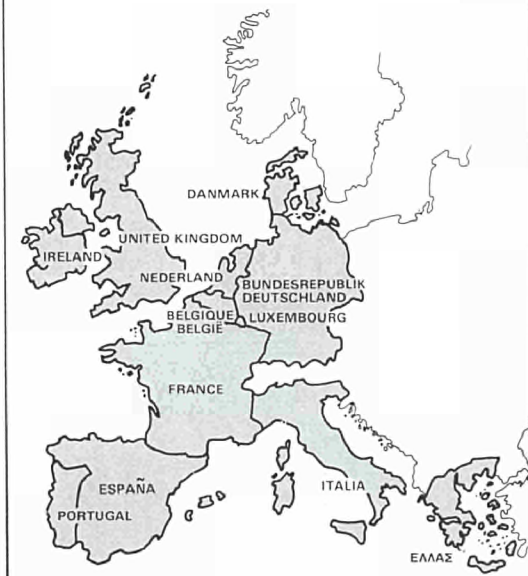 DANMARK
UNITED KINGDOM
IRELAND
NEDERLAND
BUNDESREPUBLIK
DEUTSCHLAND
BELGIQUE
BELGIË
LUXEMBOURG
FRANCE
ESPAÑA
PORTUGAL
ITALIA
ΕΛΛΑΣ